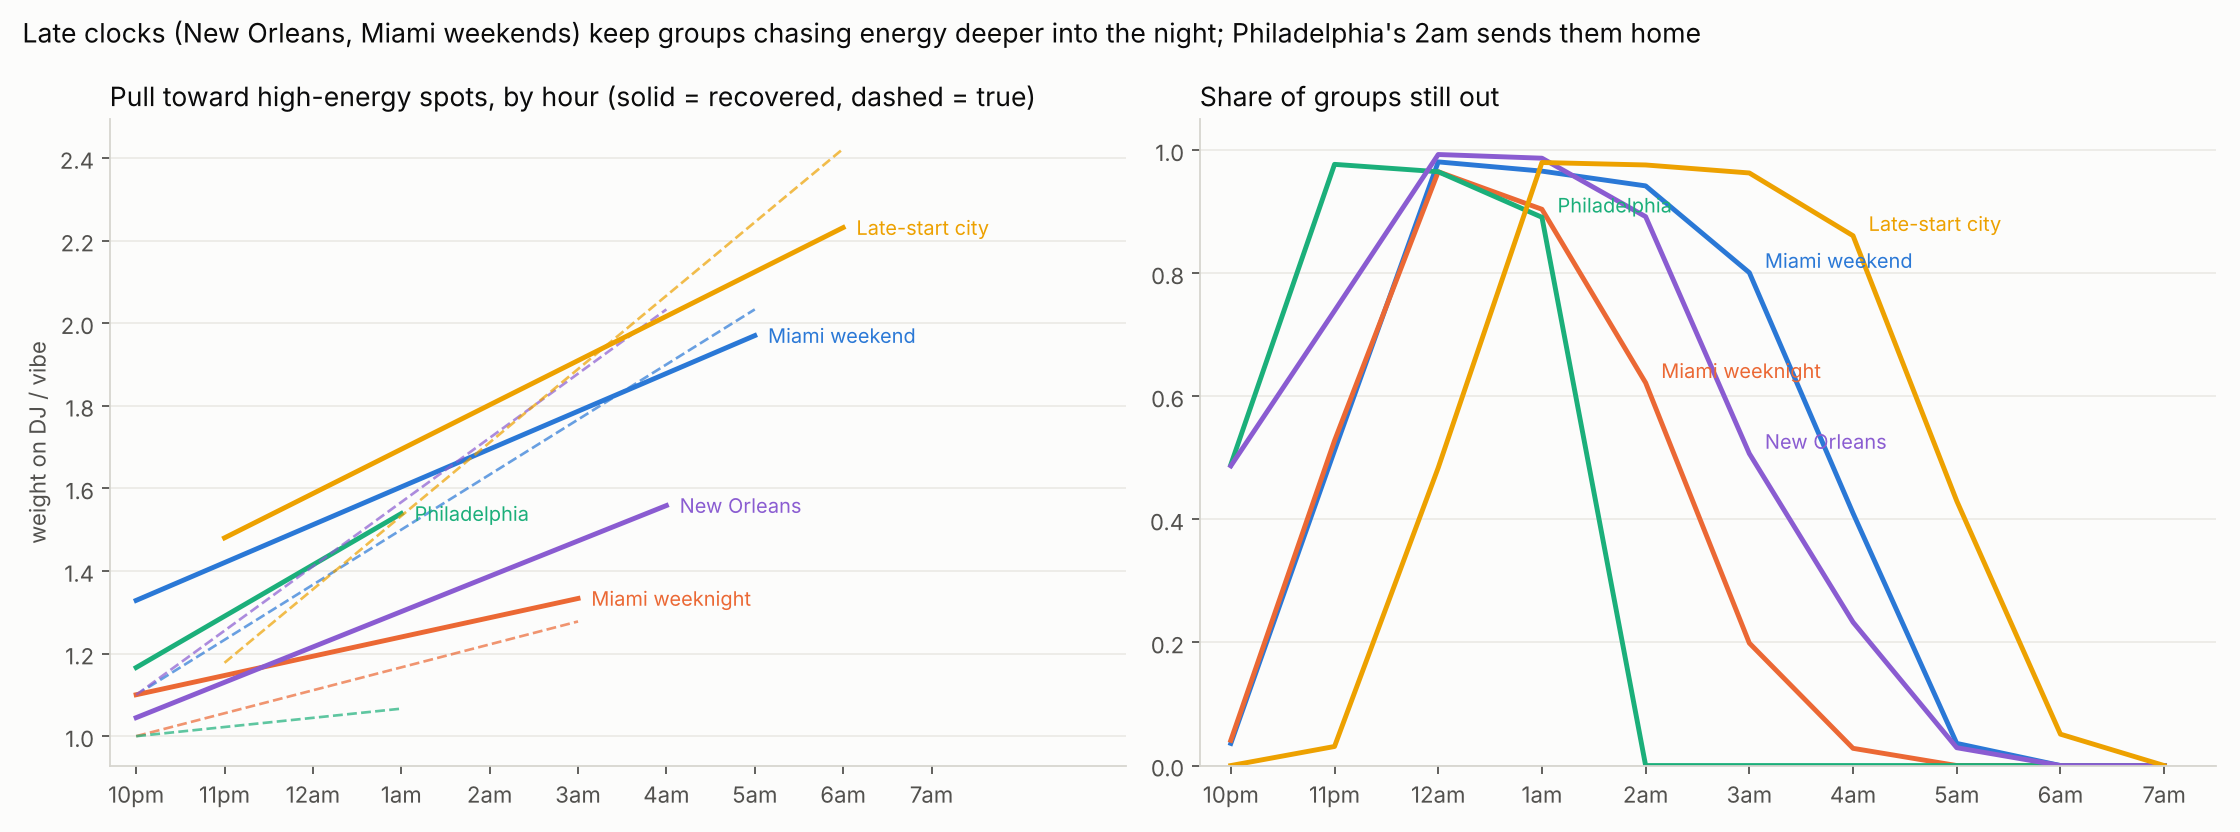 Late clocks (New Orleans, Miami weekends) keep groups chasing energy deeper into the night; Philadelphia's 2am sends them home
Pull toward high-energy spots, by hour (solid = recovered, dashed = true)
weight on DJ / vibe
2.4
2.2
2.0
1.8
1.6
1.4
1.2
1.0
Late-start city
Miami weekend
Philadelphia
New Orleans
Miami weeknight
10pm 11pm 12am 1am 2am 3am 4am 5am 6am 7am
Share of groups still out
1.0
0.8
0.6
0.4
0.2
0.0
Philadelphia
Late-start city
Miami weekend
Miami weeknight
New Orleans
10pm 11pm 12am 1am 2am 3am 4am 5am 6am 7am